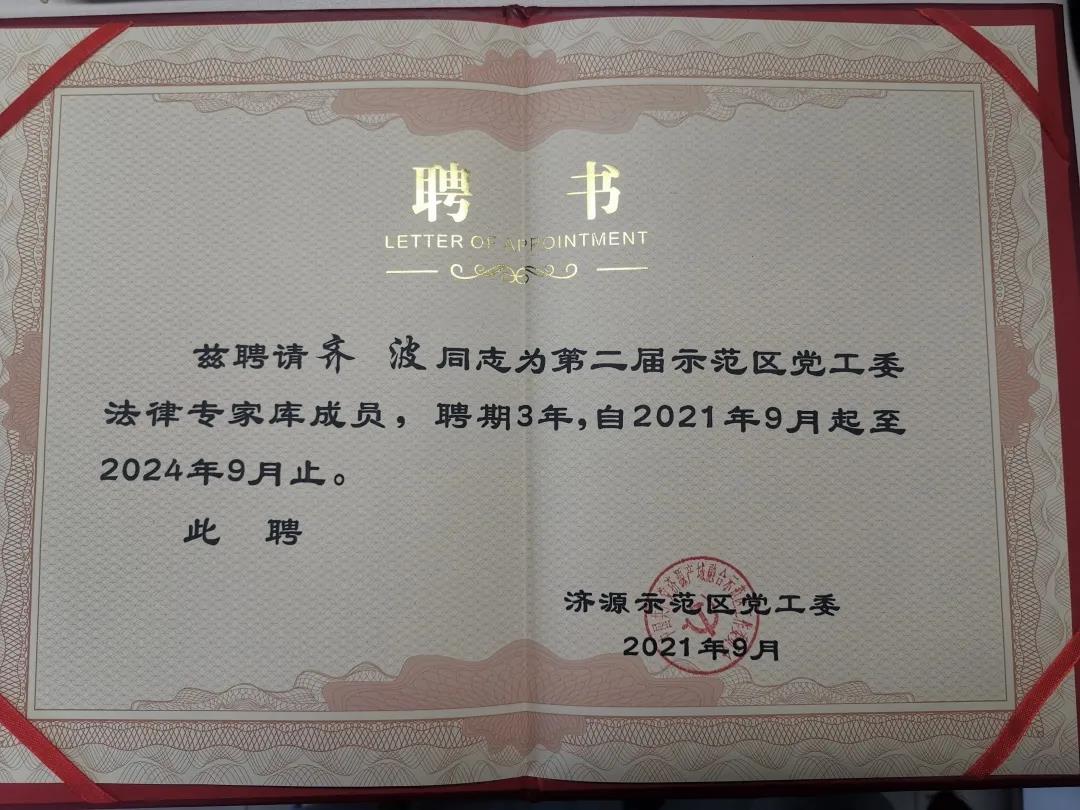 聘 书
LETTER OF APPOINTMENT
兹聘请齐 波同志为第二届示范区党工委
法律专家库成员，聘期3年，自2021年9月起至
2024年9月止。
此 聘
济源示范区党工委
2021年9月